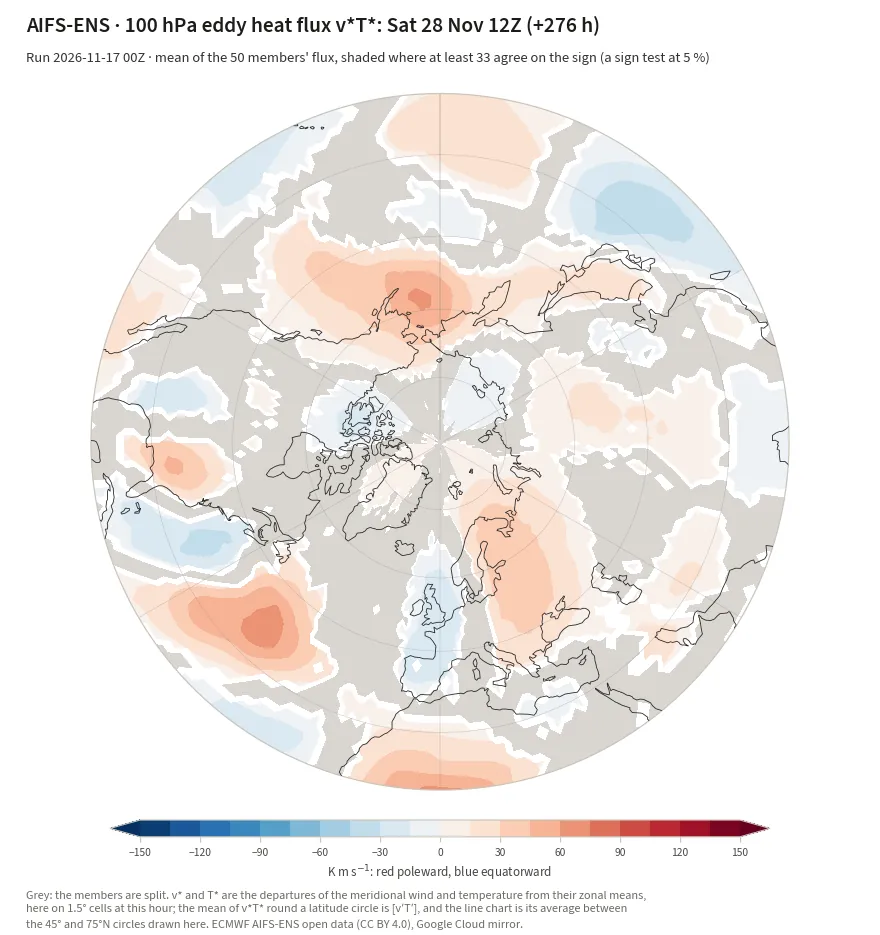 AIFS-ENS · 100 hPa eddy heat flux v*T*: Sat 28 Nov 12Z (+276 h)
Run 2026-11-17 00Z · mean of the 50 members' flux, shaded where at least 33 agree on the sign (a sign test at 5 %)
−150 −120 −90 −60 −30 0 30 60 90 120 150
K m s⁻¹: red poleward, blue equatorward
Grey: the members are split. v* and T* are the departures of the meridional wind and temperature from their zonal means,
here on 1.5° cells at this hour; the mean of v*T* round a latitude circle is [v′T′], and the line chart is its average between
the 45° and 75°N circles drawn here. ECMWF AIFS-ENS open data (CC BY 4.0), Google Cloud mirror.